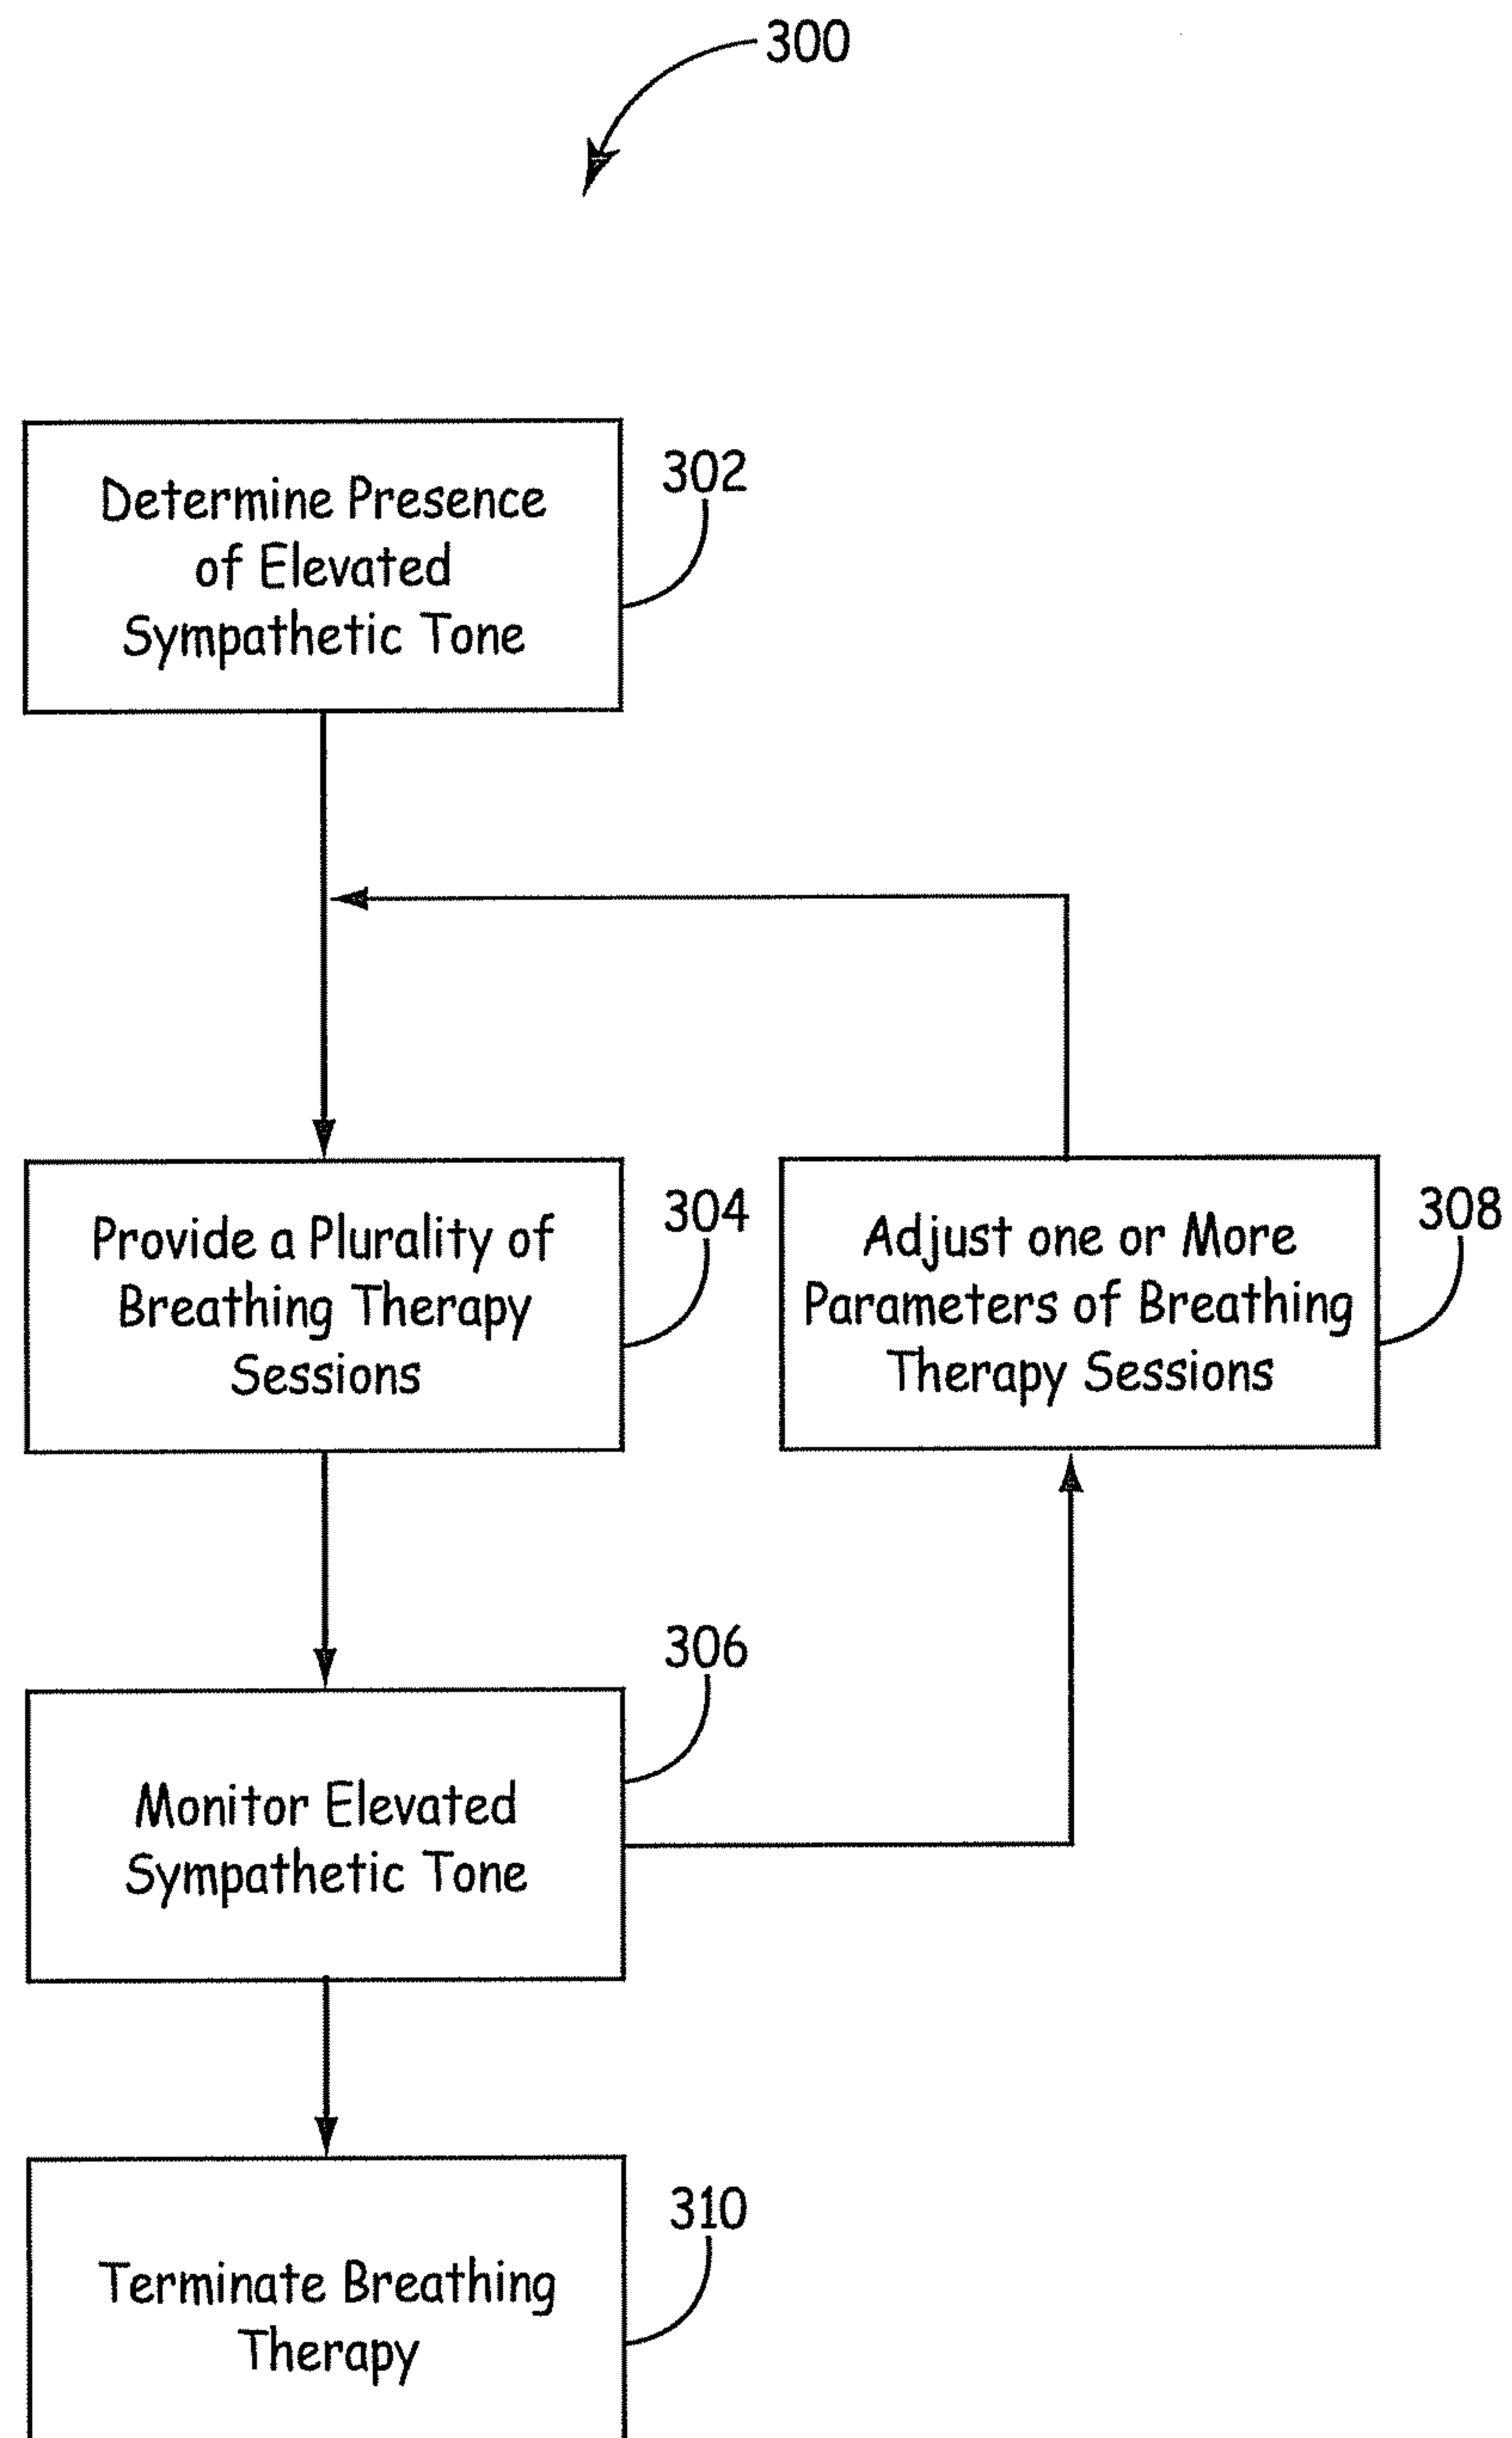 300
302
Determine Presence
of Elevated
Sympathetic Tone
304
Provide a Plurality of
Breathing Therapy
Sessions
308
Adjust one or More
Parameters of Breathing
Therapy Sessions
306
Monitor Elevated
Sympathetic Tone
310
Terminate Breathing
Therapy